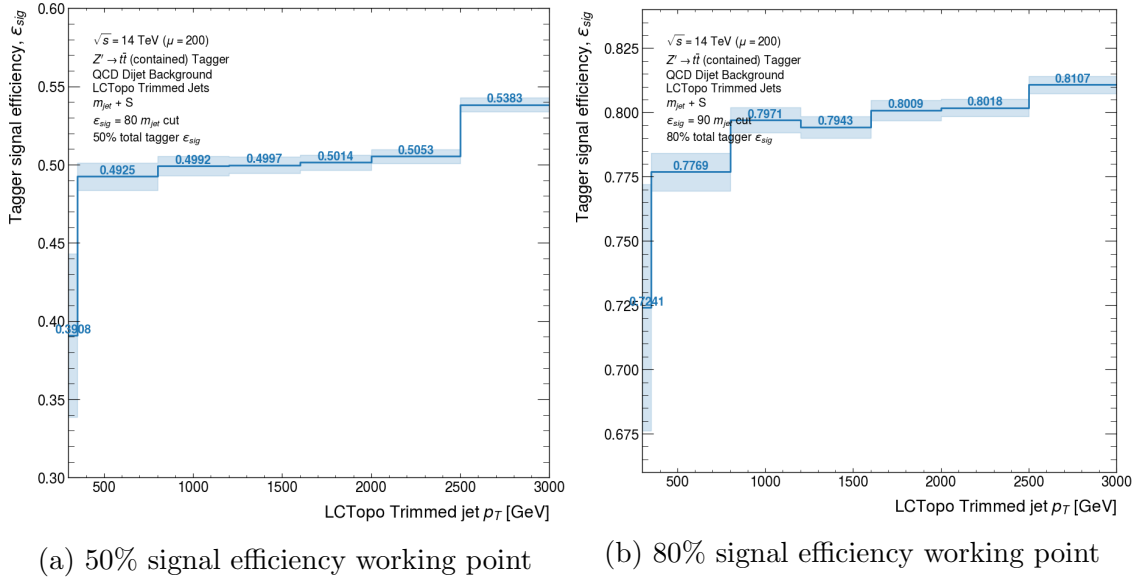 0.60
0.55
0.50
0.45
0.40
0.35
0.30
Tagger signal efficiency, ε_sig
√s = 14 TeV (μ = 200)
Z′ → tt̄ (contained) Tagger
QCD Dijet Background
LCTopo Trimmed Jets
m_jet + S
ε_sig = 80 m_jet cut
50% total tagger ε_sig
0.3908
0.4925
0.4992
0.4997
0.5014
0.5053
0.5383
500 1000 1500 2000 2500 3000
LCTopo Trimmed jet p_T [GeV]
(a) 50% signal efficiency working point
0.825
0.800
0.775
0.750
0.725
0.700
0.675
Tagger signal efficiency, ε_sig
√s = 14 TeV (μ = 200)
Z′ → tt̄ (contained) Tagger
QCD Dijet Background
LCTopo Trimmed Jets
m_jet + S
ε_sig = 90 m_jet cut
80% total tagger ε_sig
0.7241
0.7769
0.7971
0.7943
0.8009
0.8018
0.8107
500 1000 1500 2000 2500 3000
LCTopo Trimmed jet p_T [GeV]
(b) 80% signal efficiency working point